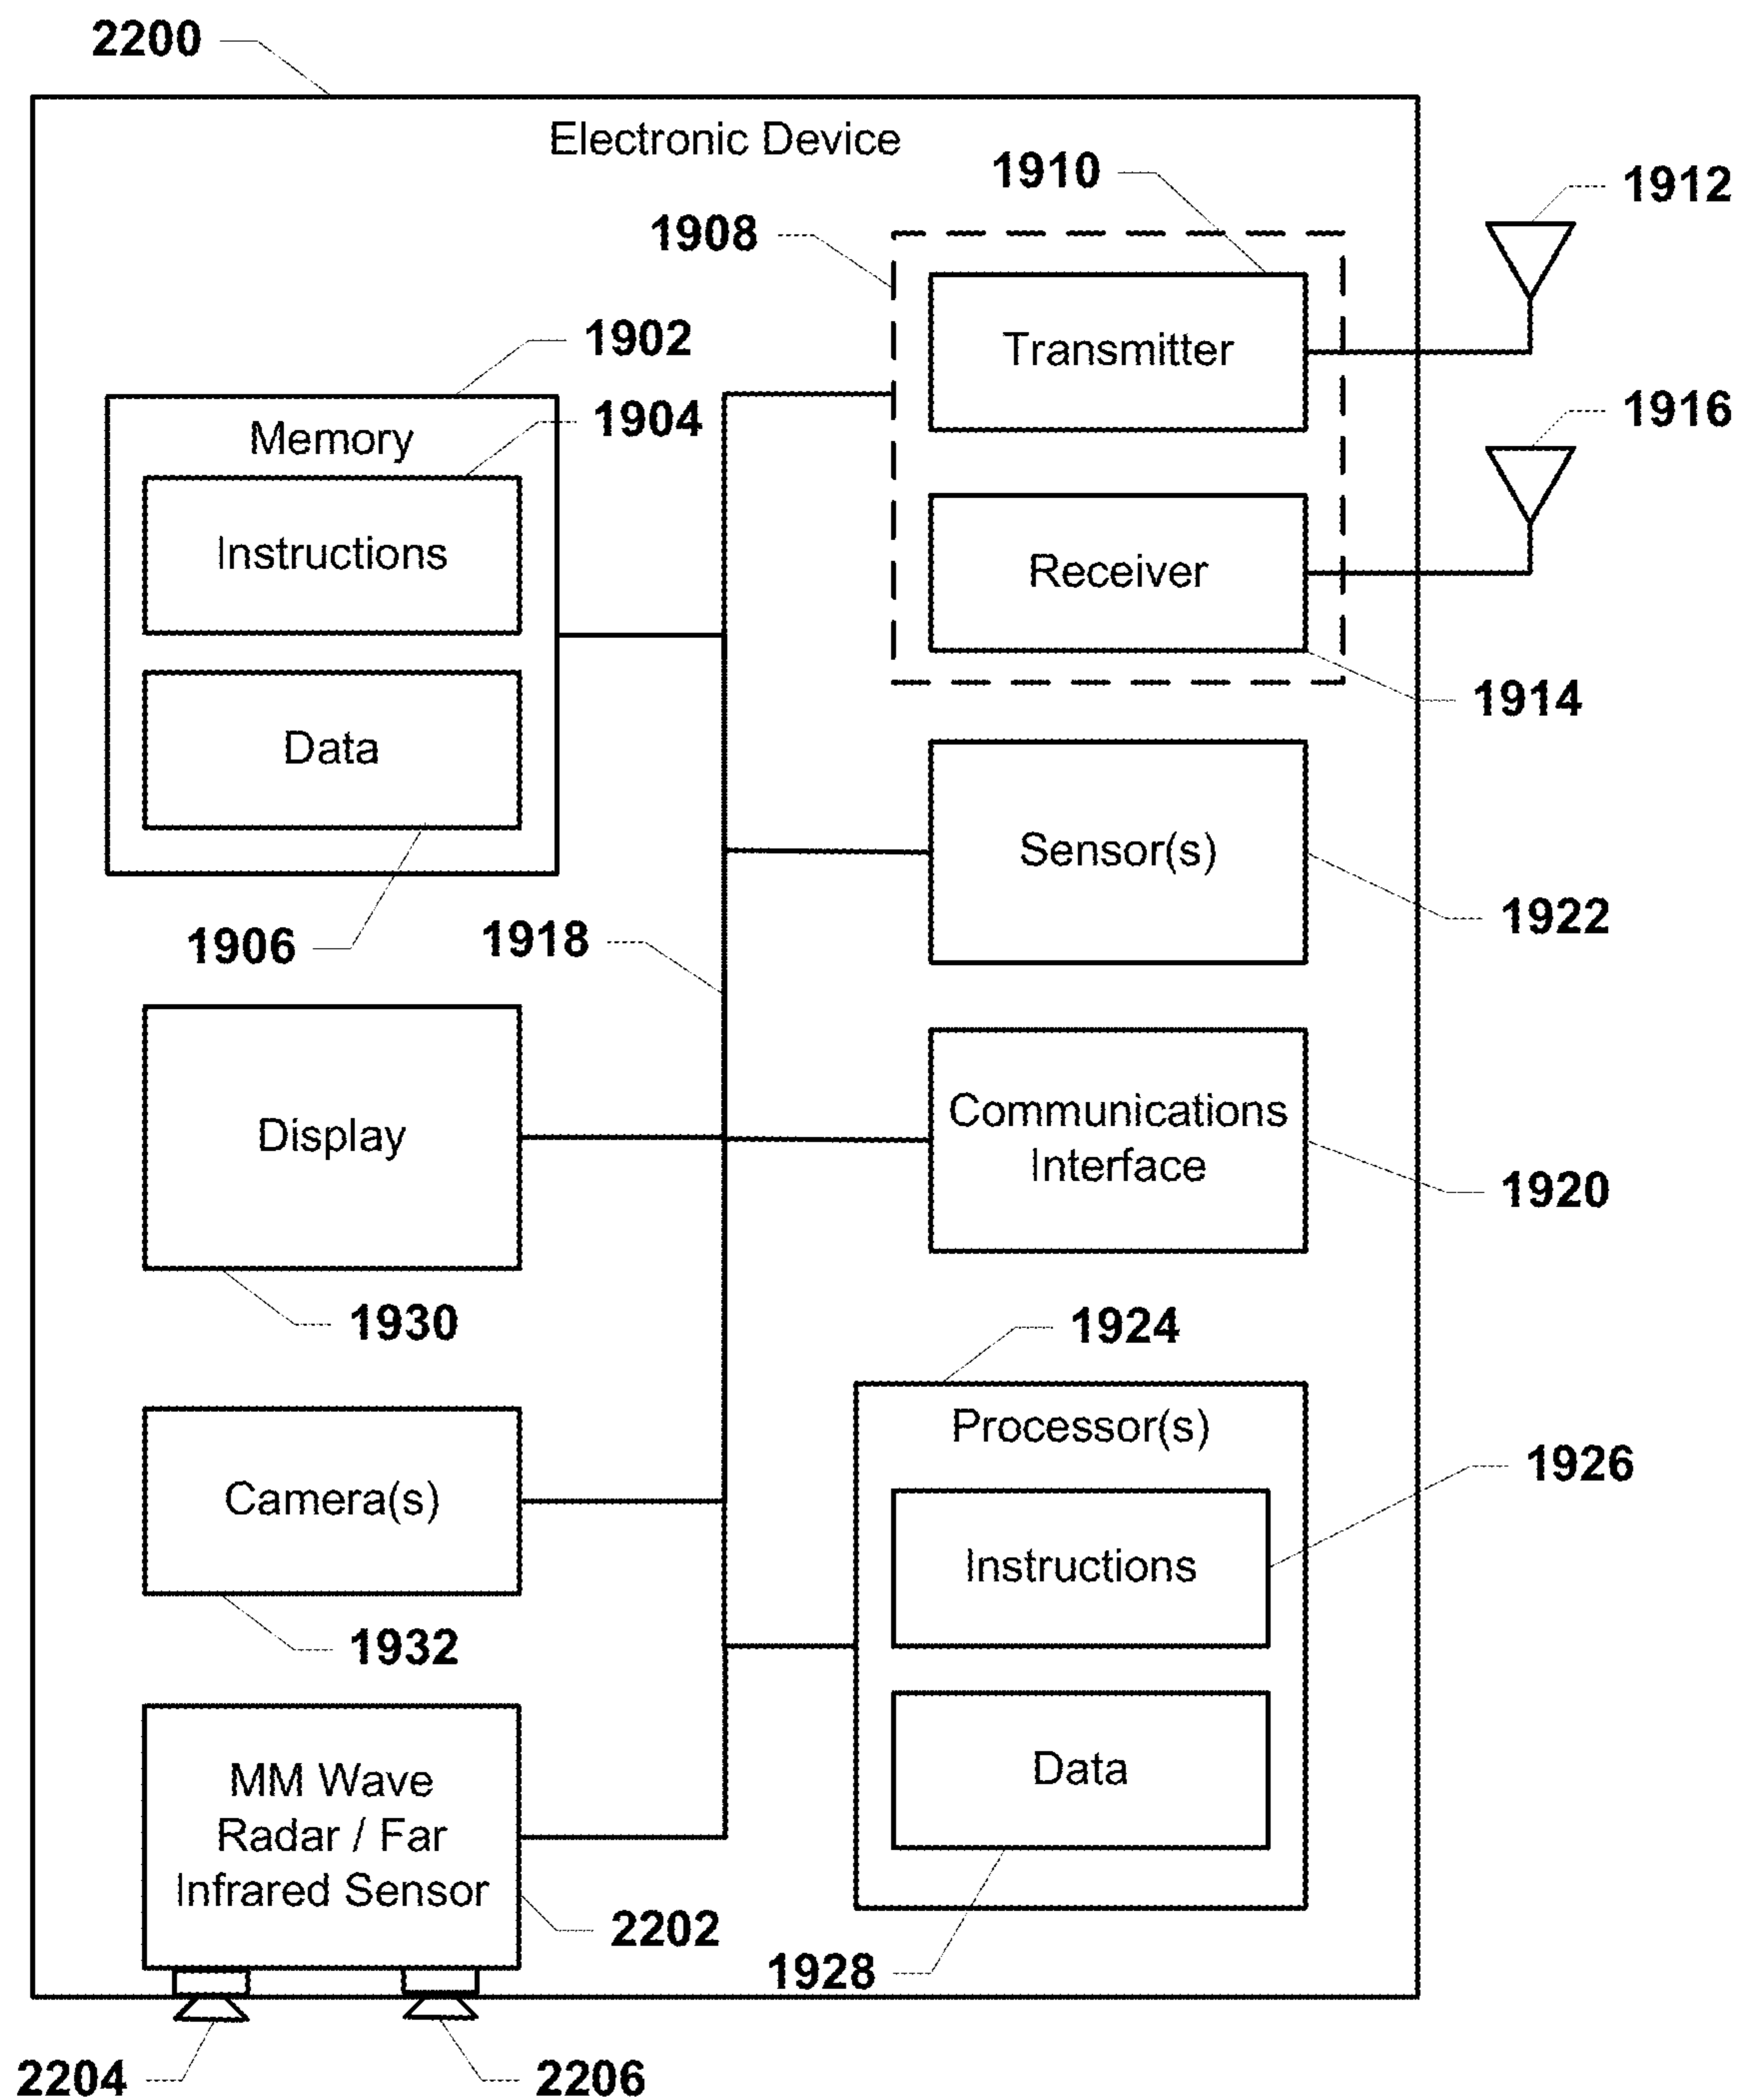 2200
Electronic Device
1910
1912
1908
Transmitter
1902
1904
1916
Memory
Instructions
Receiver
1914
Data
Sensor(s)
1922
1906
1918
Display
Communications
Interface
1920
1930
1924
Processor(s)
1926
Camera(s)
Instructions
1932
MM Wave
Radar / Far
Infrared Sensor
Data
2202
1928
2204
2206